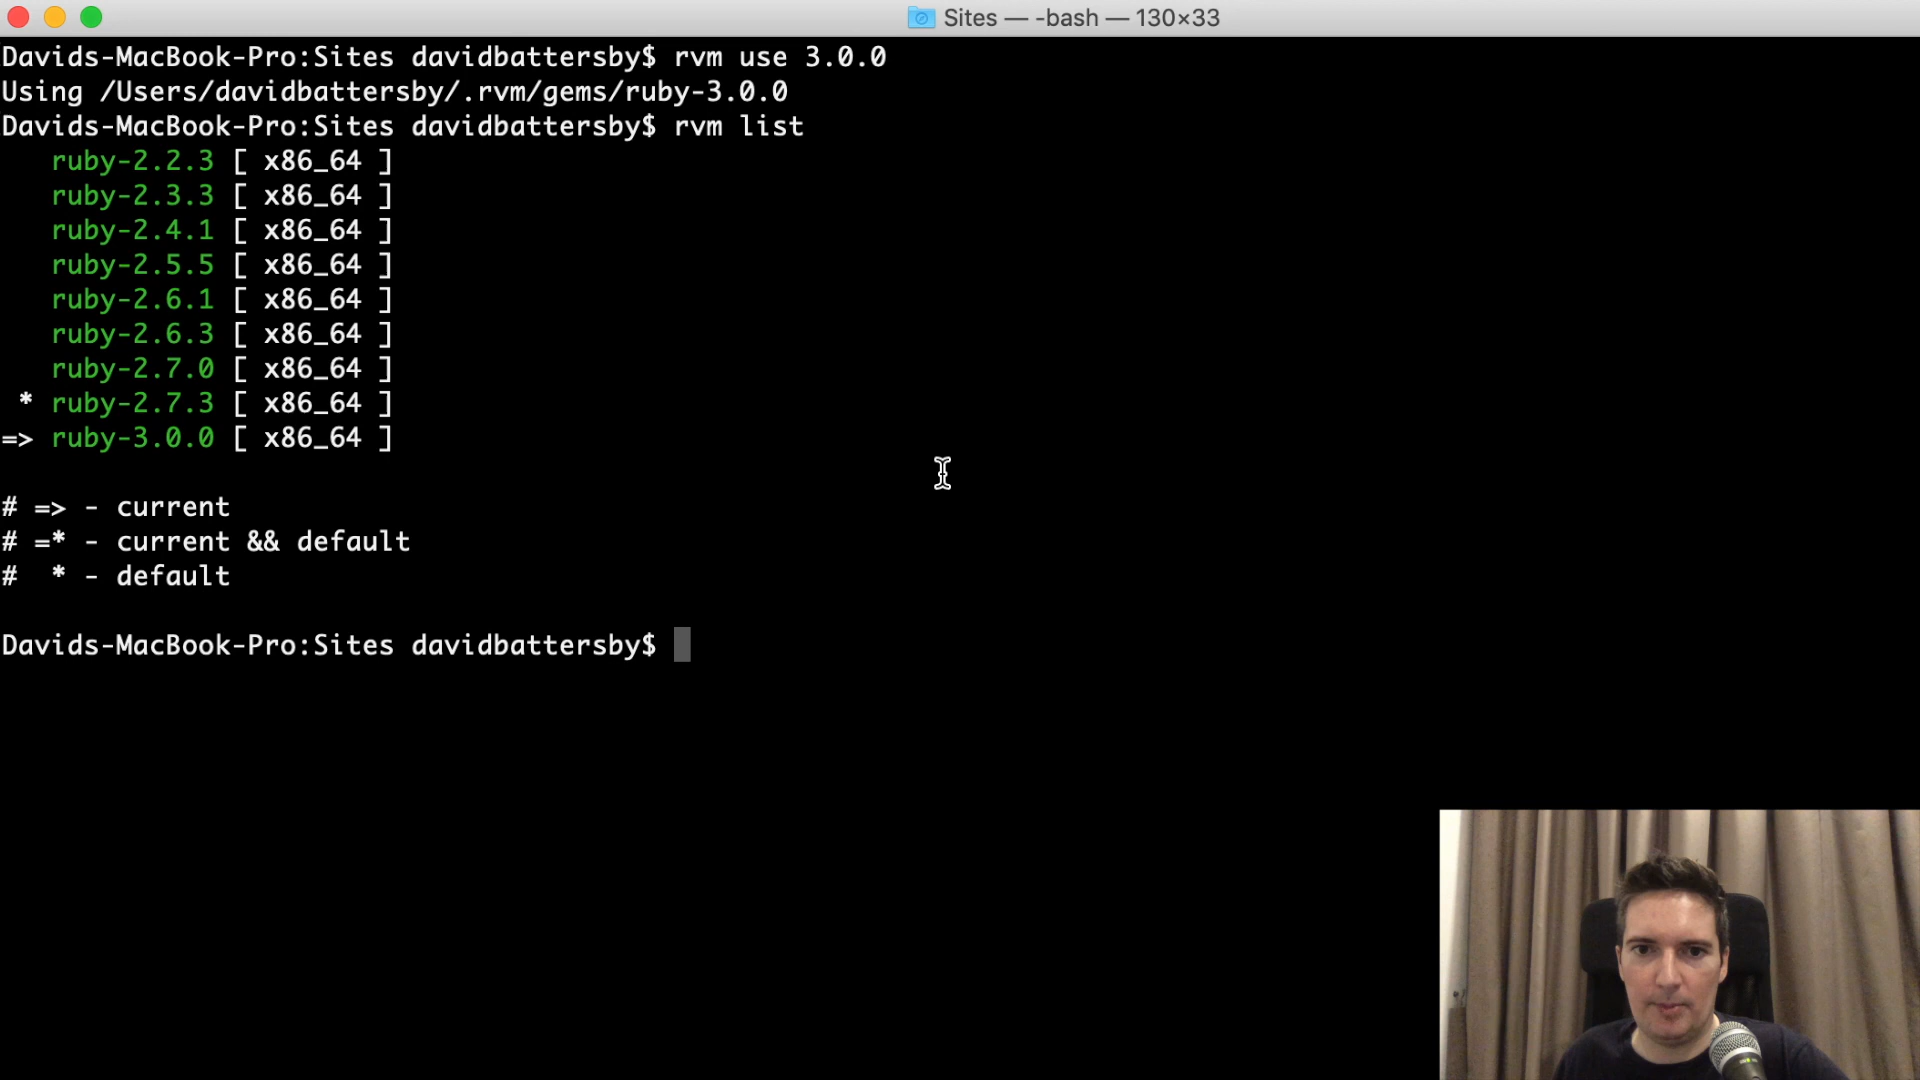 Sites — -bash — 130×33
Davids-MacBook-Pro:Sites davidbattersby$ rvm use 3.0.0
Using /Users/davidbattersby/.rvm/gems/ruby-3.0.0
Davids-MacBook-Pro:Sites davidbattersby$ rvm list
   ruby-2.2.3 [ x86_64 ]
   ruby-2.3.3 [ x86_64 ]
   ruby-2.4.1 [ x86_64 ]
   ruby-2.5.5 [ x86_64 ]
   ruby-2.6.1 [ x86_64 ]
   ruby-2.6.3 [ x86_64 ]
   ruby-2.7.0 [ x86_64 ]
 * ruby-2.7.3 [ x86_64 ]
=> ruby-3.0.0 [ x86_64 ]
# => - current
# =* - current && default
#  * - default
Davids-MacBook-Pro:Sites davidbattersby$